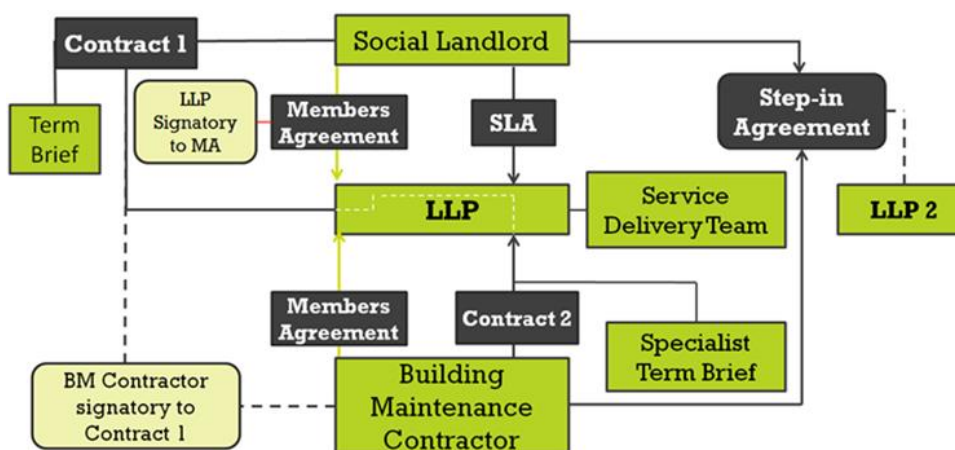 Contract 1
Social Landlord
Term
Brief
LLP
Signatory
to MA
Members
Agreement
SLA
Step-in
Agreement
LLP
Service
Delivery Team
LLP 2
Members
Agreement
Contract 2
Specialist
Term Brief
BM Contractor
signatory to
Contract 1
Building
Maintenance
Contractor